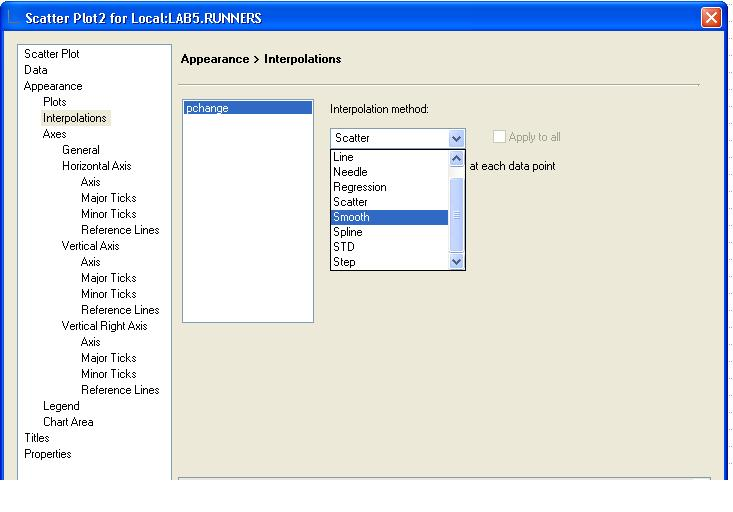 Scatter Plot2 for Local:LAB5.RUNNERS
Scatter Plot
Data
Appearance
Plots
Interpolations
Axes
General
Horizontal Axis
Axis
Major Ticks
Minor Ticks
Reference Lines
Vertical Axis
Axis
Major Ticks
Minor Ticks
Reference Lines
Vertical Right Axis
Axis
Major Ticks
Minor Ticks
Reference Lines
Legend
Chart Area
Titles
Properties
Appearance > Interpolations
pchange
Interpolation method:
Scatter
Apply to all
Line
Needle
Regression
Scatter
Smooth
Spline
STD
Step
at each data point